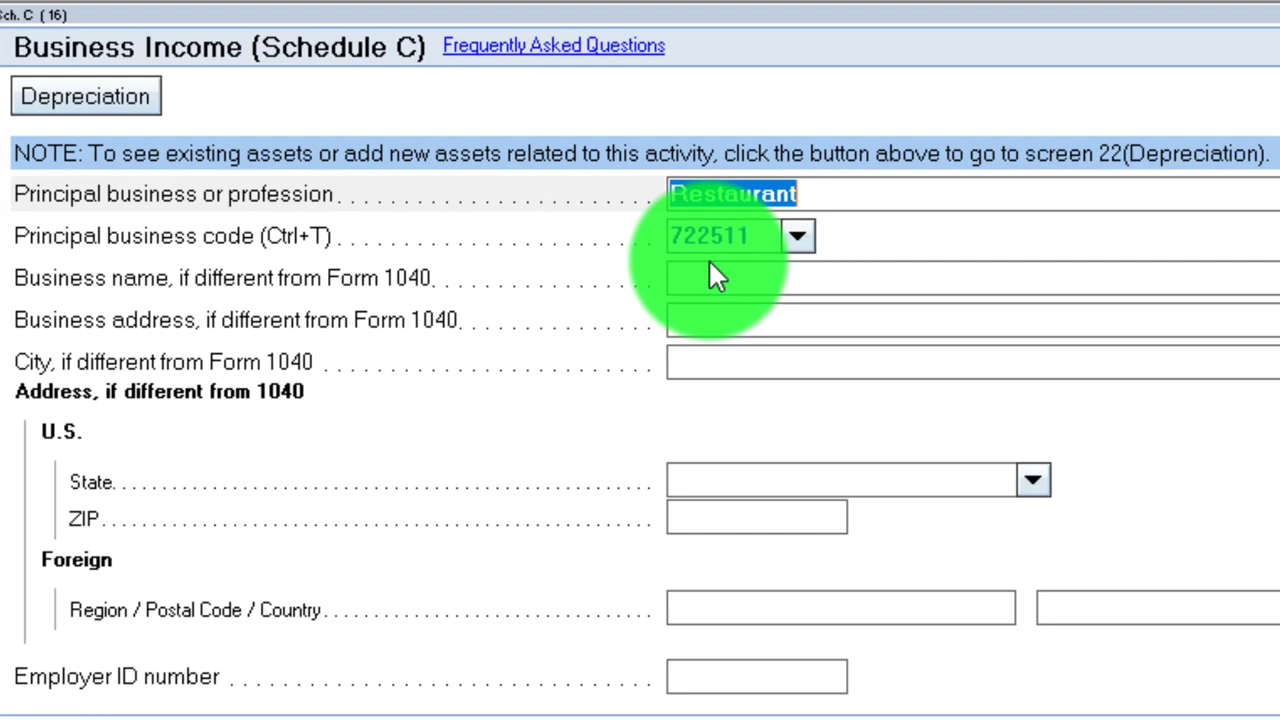 Sch. C (16)
Business Income (Schedule C) Frequently Asked Questions
Depreciation
NOTE: To see existing assets or add new assets related to this activity, click the button above to go to screen 22(Depreciation).
Principal business or profession Restaurant
Principal business code (Ctrl+T) 722511
Business name, if different from Form 1040
Business address, if different from Form 1040
City, if different from Form 1040
Address, if different from 1040
U.S.
State
ZIP
Foreign
Region / Postal Code / Country
Employer ID number